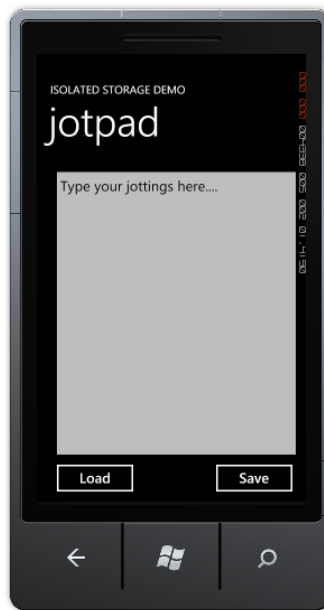 ISOLATED STORAGE DEMO
jotpad
Type your jottings here....
Load
Save